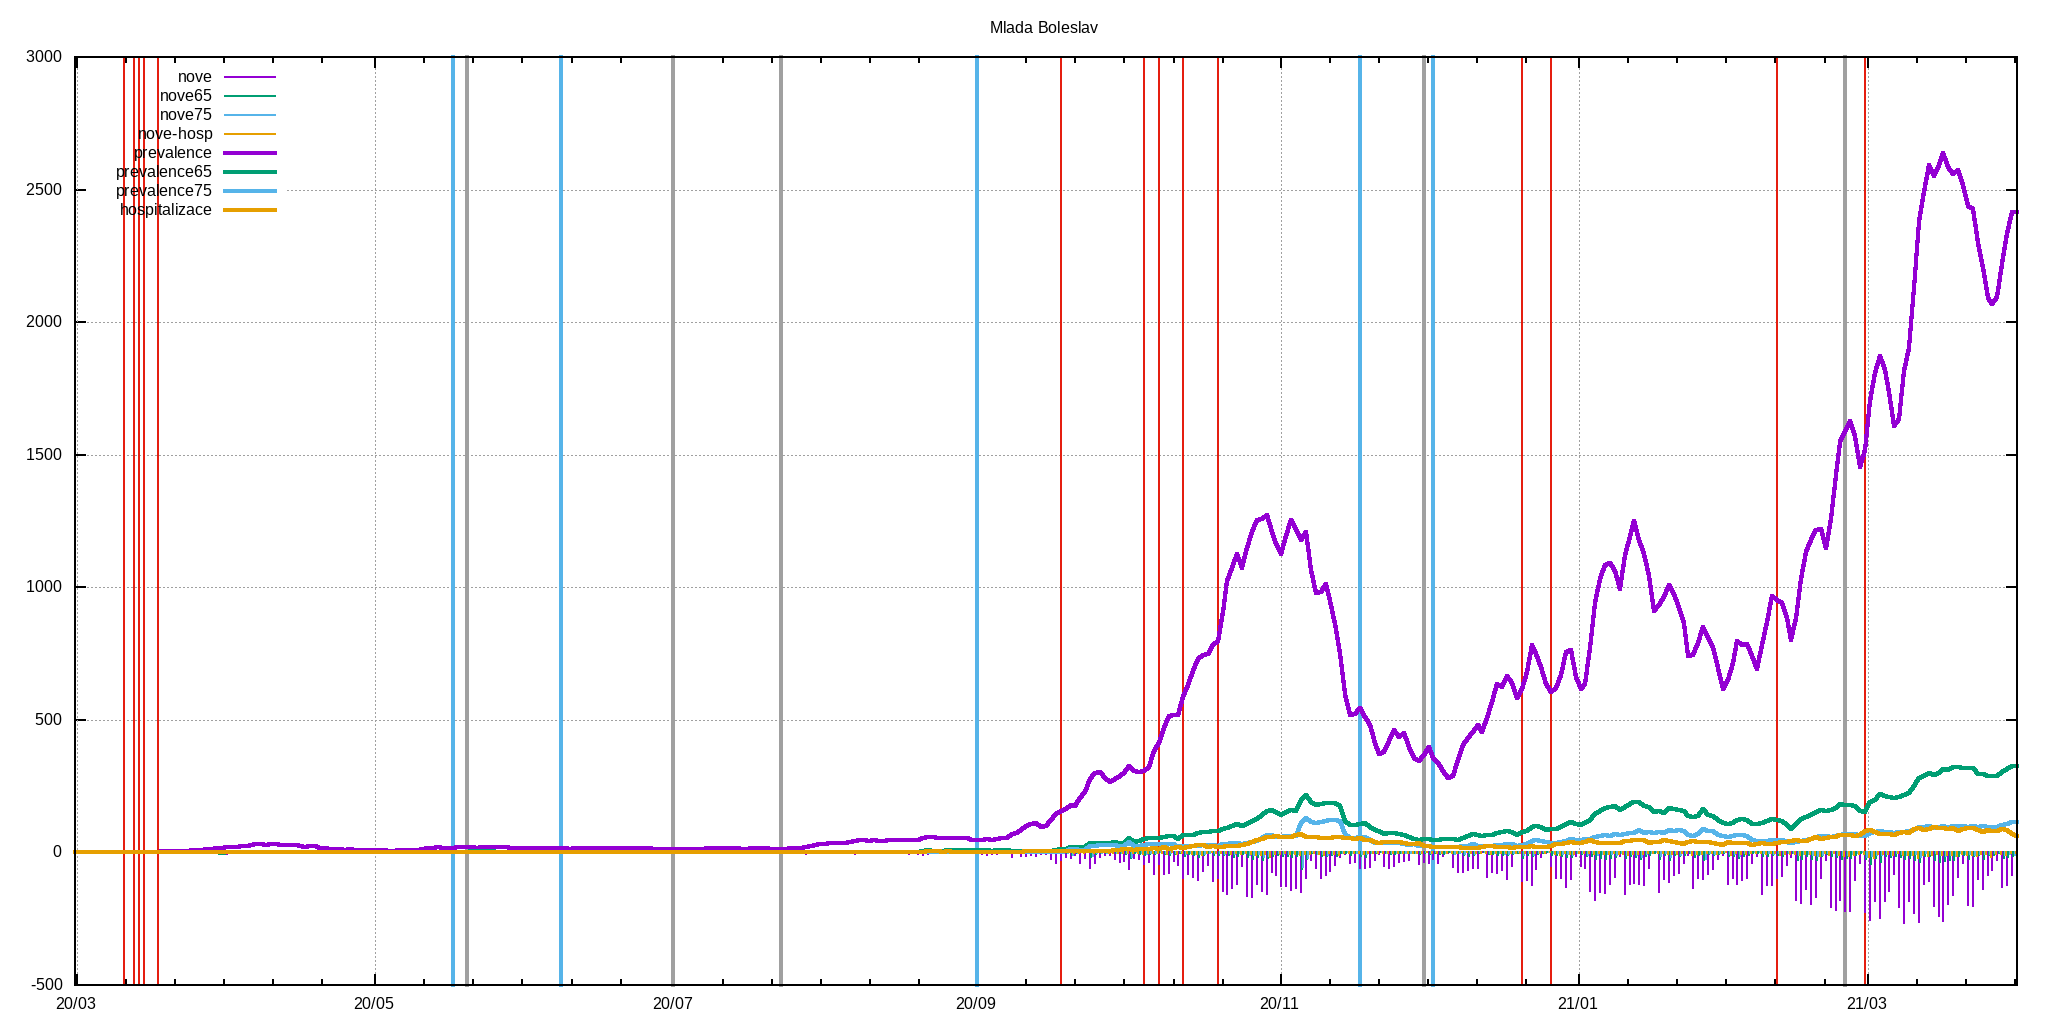 Mlada Boleslav
3000
2500
2000
1500
1000
500
0
-500
nove
nove65
nove75
nove-hosp
prevalence
prevalence65
prevalence75
hospitalizace
20/03 20/05 20/07 20/09 20/11 21/01 21/03